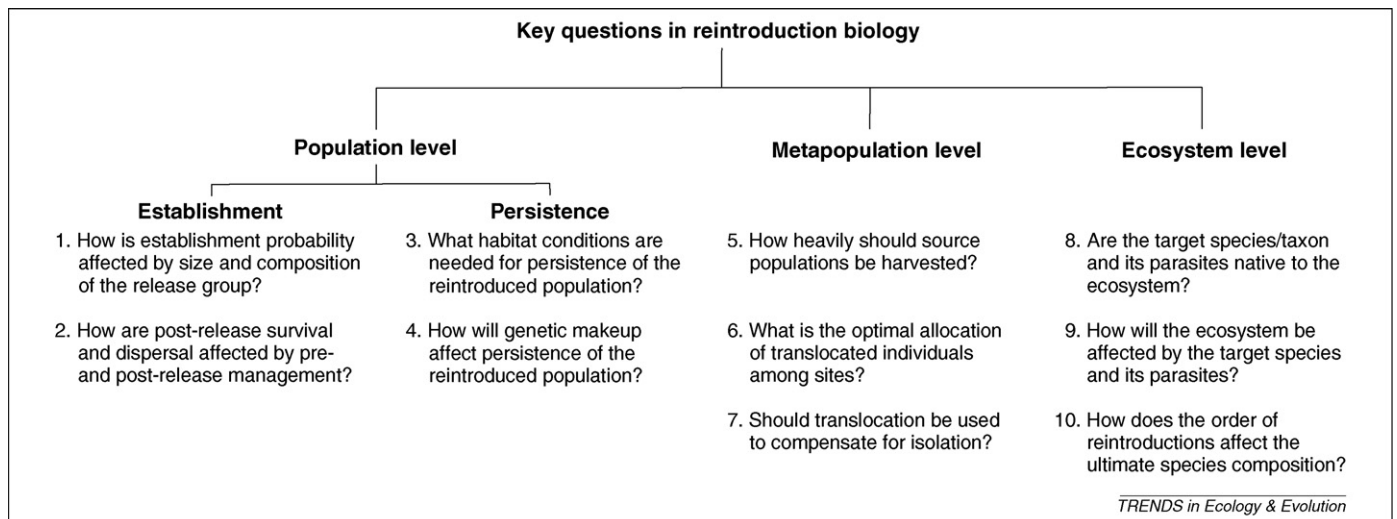 Key questions in reintroduction biology
Population level
Establishment
1. How is establishment probability
affected by size and composition
of the release group?
2. How are post-release survival
and dispersal affected by pre-
and post-release management?
Persistence
3. What habitat conditions are
needed for persistence of the
reintroduced population?
4. How will genetic makeup
affect persistence of the
reintroduced population?
Metapopulation level
5. How heavily should source
populations be harvested?
6. What is the optimal allocation
of translocated individuals
among sites?
7. Should translocation be used
to compensate for isolation?
Ecosystem level
8. Are the target species/taxon
and its parasites native to the
ecosystem?
9. How will the ecosystem be
affected by the target species
and its parasites?
10. How does the order of
reintroductions affect the
ultimate species composition?
TRENDS in Ecology & Evolution